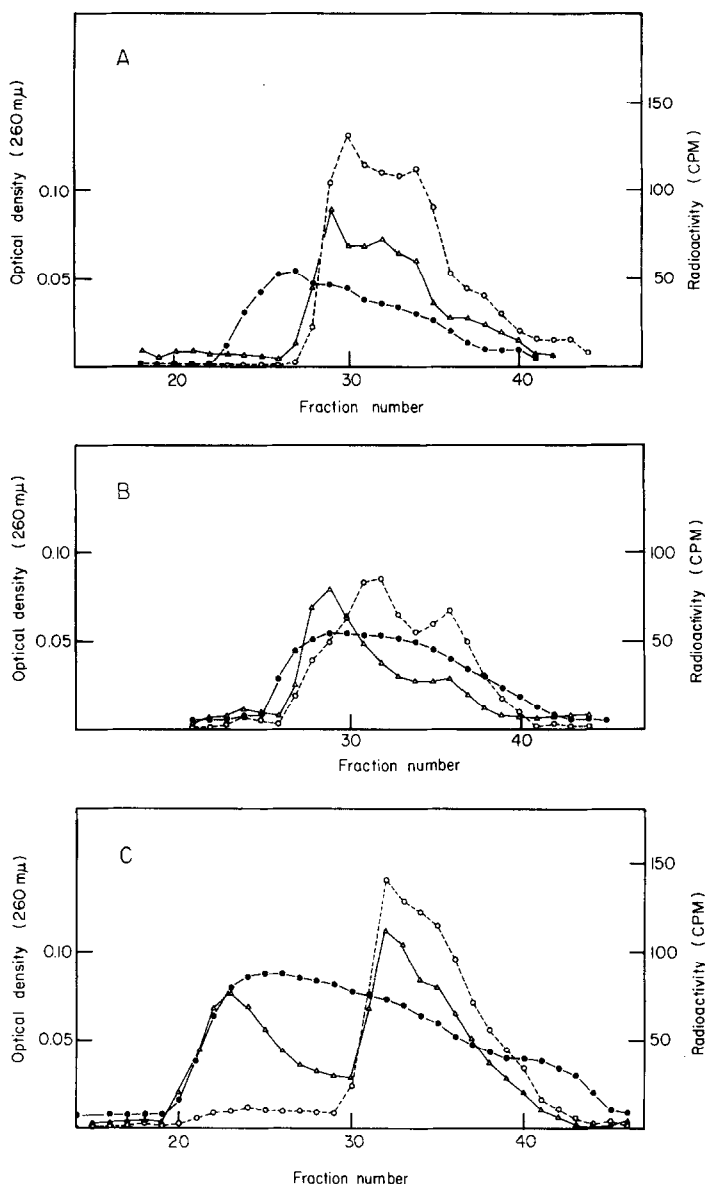 A
Optical density (260 mμ)
0.10
0.05
150
100
50
Radioactivity (CPM)
20
30
40
Fraction number
B
Optical density (260 mμ)
0.10
0.05
100
50
Radioactivity (CPM)
30
40
Fraction number
C
Optical density (260 mμ)
0.10
0.05
150
100
50
Radioactivity (CPM)
20
30
40
Fraction number